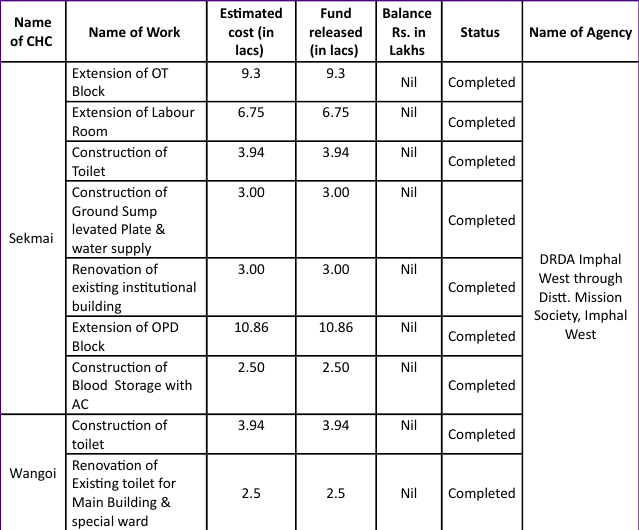 Name of CHC | Name of Work | Estimated cost (in lacs) | Fund released (in lacs) | Balance Rs. in Lakhs | Status | Name of Agency
Sekmai | Extension of OT Block | 9.3 | 9.3 | Nil | Completed | DRDA Imphal West through Distt. Mission Society, Imphal West
Extension of Labour Room | 6.75 | 6.75 | Nil | Completed
Construction of Toilet | 3.94 | 3.94 | Nil | Completed
Construction of Ground Sump levated Plate & water supply | 3.00 | 3.00 | Nil | Completed
Renovation of existing institutional building | 3.00 | 3.00 | Nil | Completed
Extension of OPD Block | 10.86 | 10.86 | Nil | Completed
Construction of Blood Storage with AC | 2.50 | 2.50 | Nil | Completed
Wangoi | Construction of toilet | 3.94 | 3.94 | Nil | Completed
Renovation of Existing toilet for Main Building & special ward | 2.5 | 2.5 | Nil | Completed